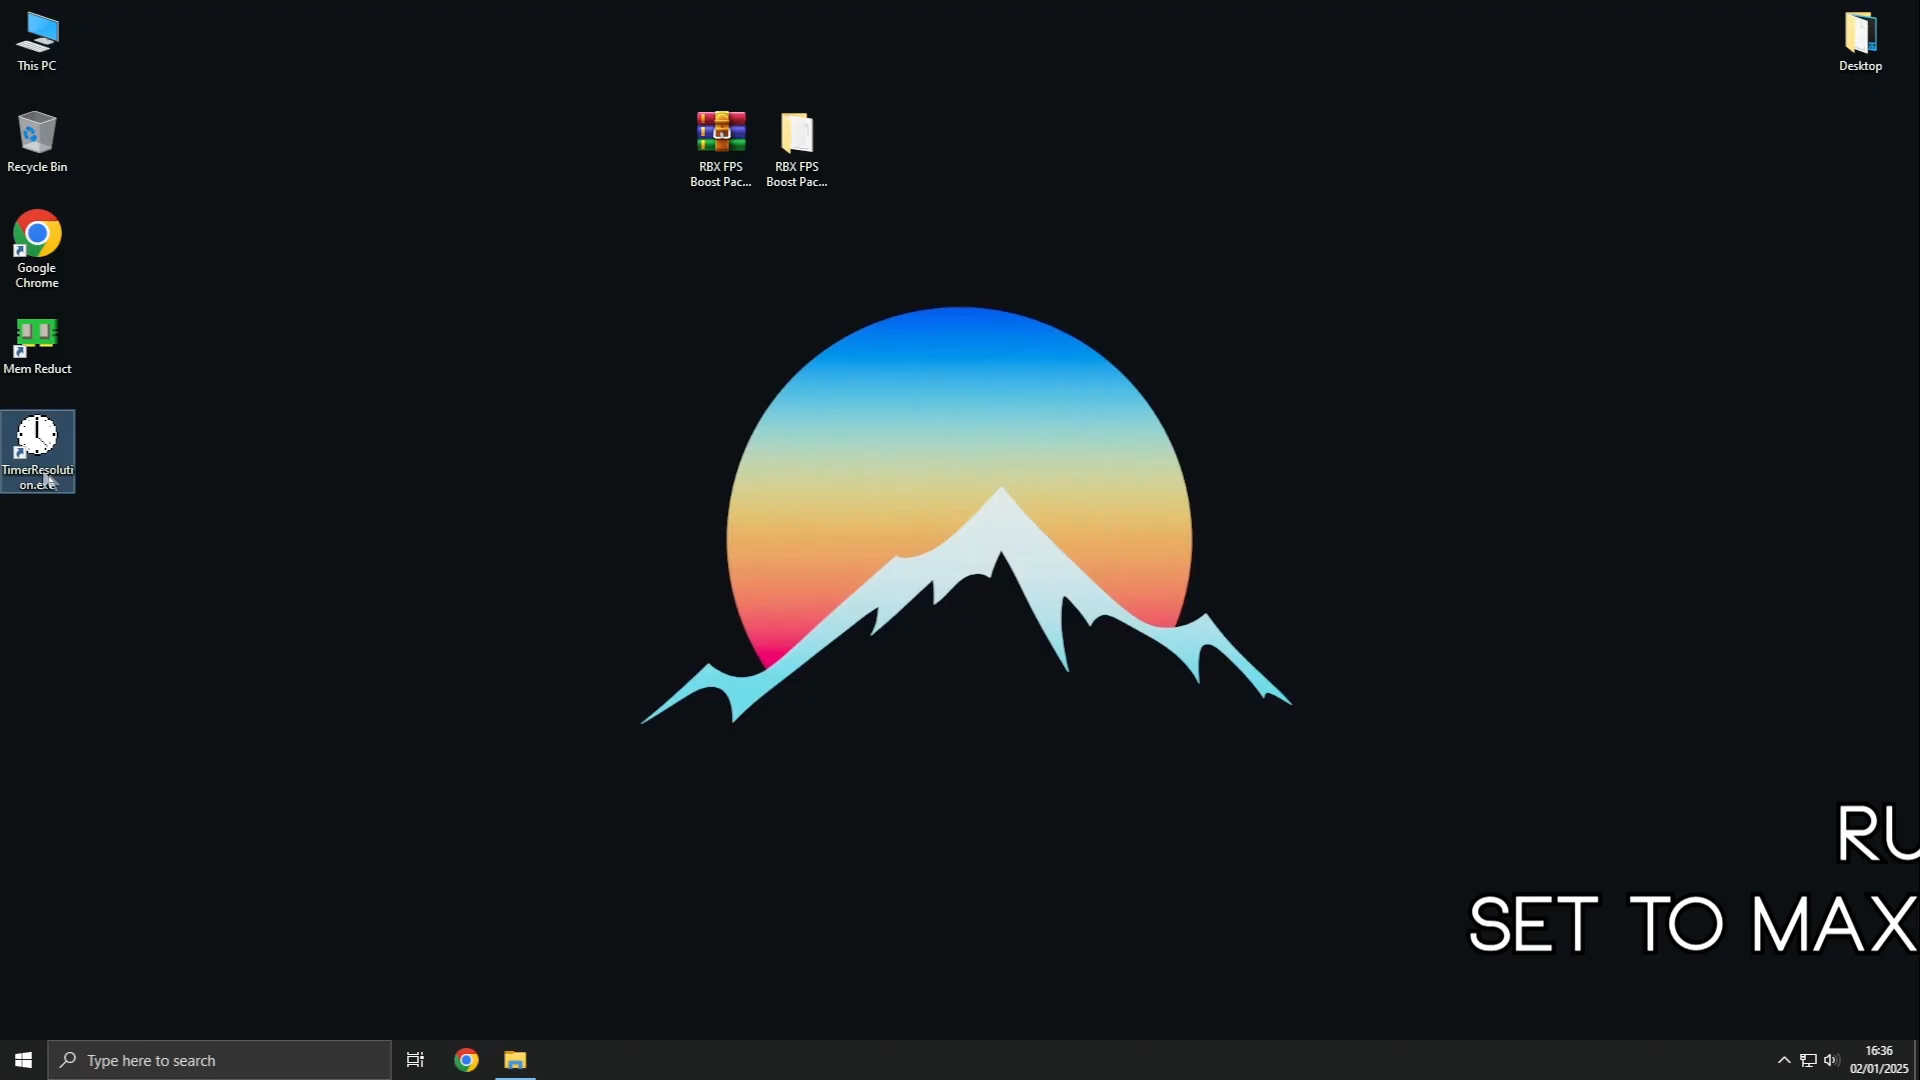 This PC
Desktop
Recycle Bin
RBX FPS
Boost Pac...
RBX FPS
Boost Pac...
Google
Chrome
Mem Reduct
TimerResoluti
on.exe
RU
SET TO MAX
Type here to search
16:36
02/01/2025